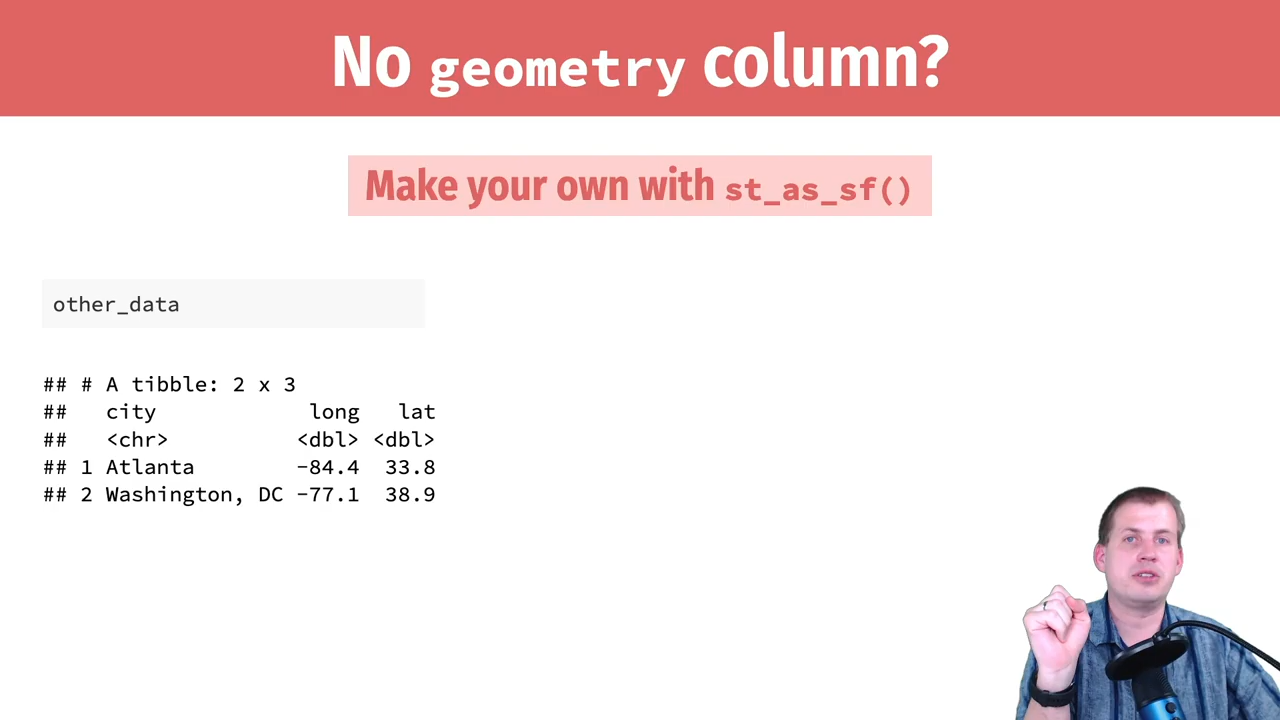 No geometry column?
Make your own with st_as_sf()
other_data
## # A tibble: 2 x 3
##   city             long   lat
##   <chr>           <dbl> <dbl>
## 1 Atlanta         -84.4  33.8
## 2 Washington, DC -77.1  38.9